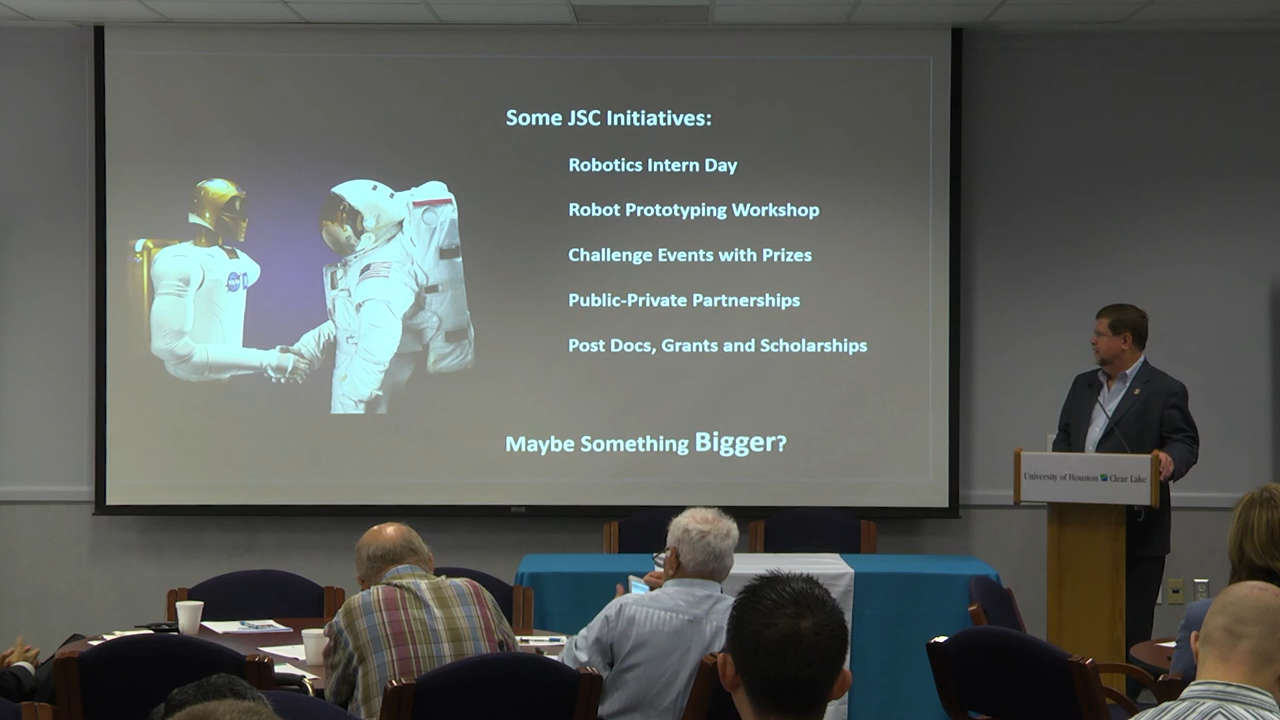 Some JSC Initiatives:
Robotics Intern Day
Robot Prototyping Workshop
Challenge Events with Prizes
Public-Private Partnerships
Post Docs, Grants and Scholarships
Maybe Something Bigger?
NASA
University of Houston Clear Lake